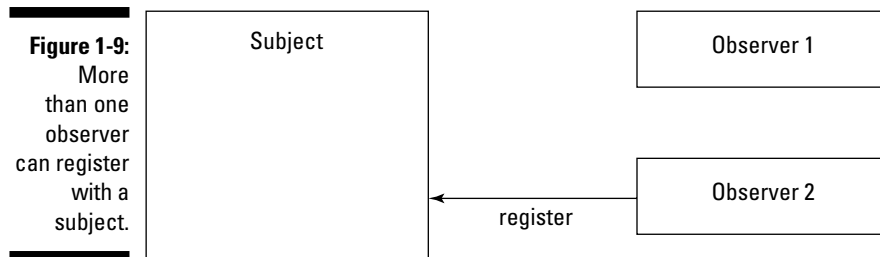 Figure 1-9:
More
than one
observer
can register
with a
subject.
Subject
Observer 1
Observer 2
register